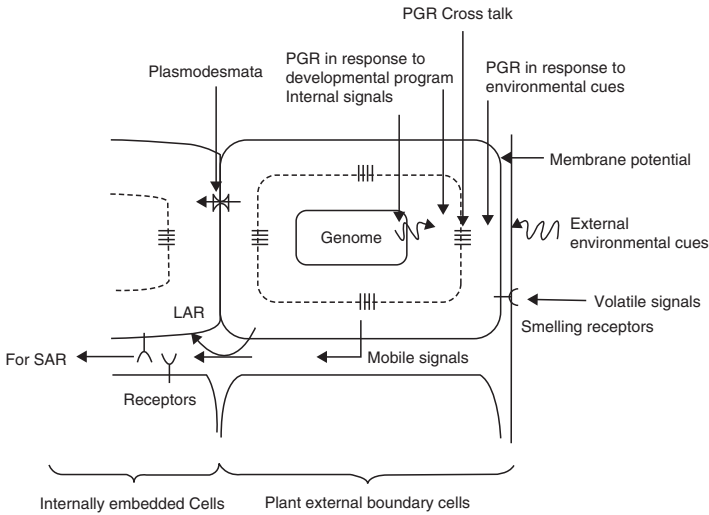 PGR Cross talk
PGR in response to
developmental program
Internal signals
PGR in response to
environmental cues
Plasmodesmata
Membrane potential
Genome
External
environmental cues
Volatile signals
LAR
Smelling receptors
For SAR
Mobile signals
Receptors
Internally embedded Cells
Plant external boundary cells